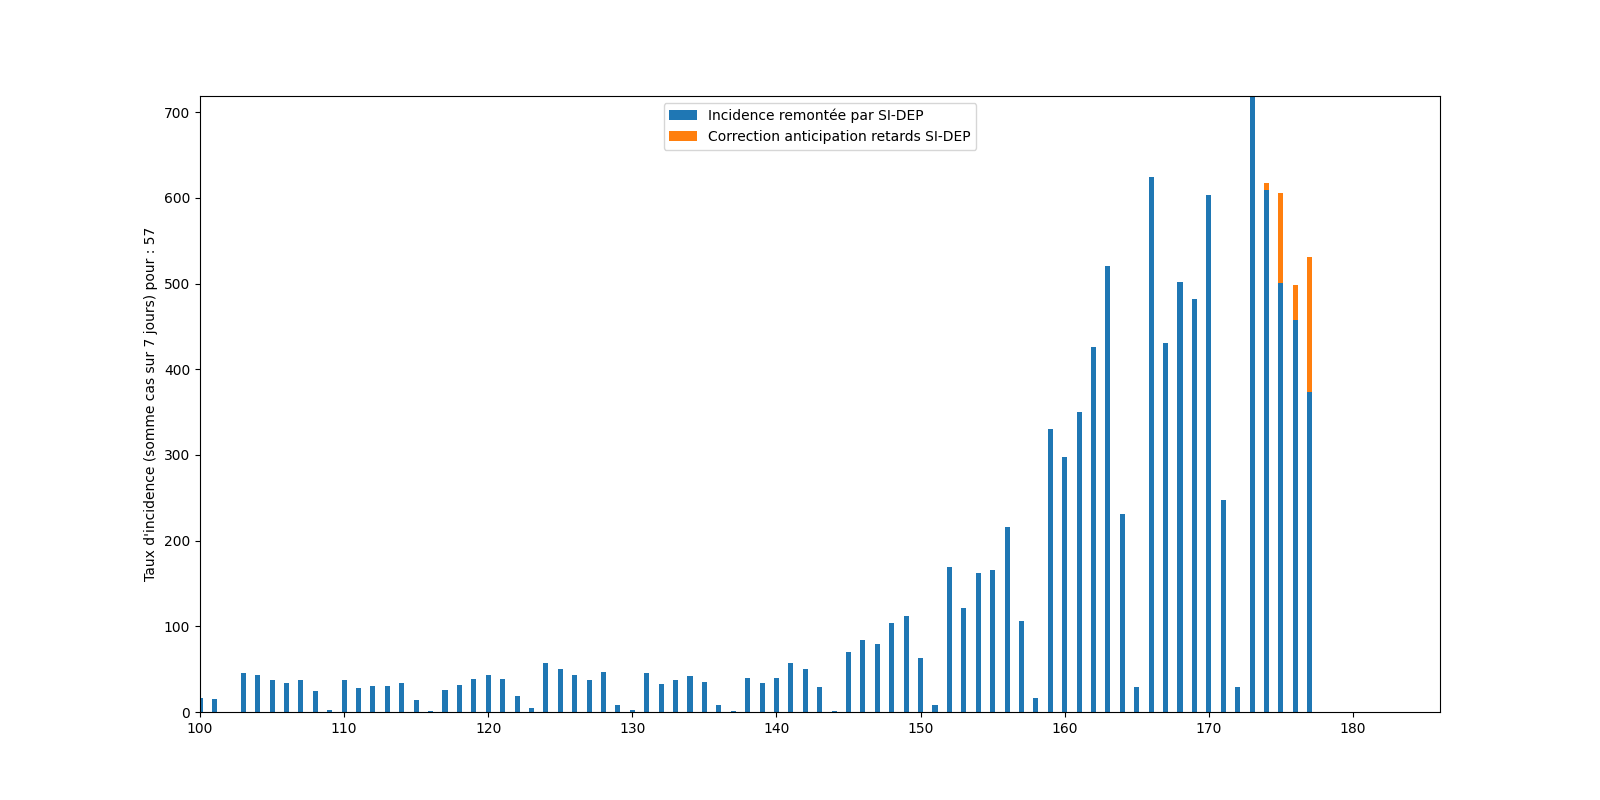 Incidence remontée par SI-DEP
Correction anticipation retards SI-DEP
Taux d'incidence (somme cas sur 7 jours) pour : 57
700
600
500
400
300
200
100
0
100 110 120 130 140 150 160 170 180